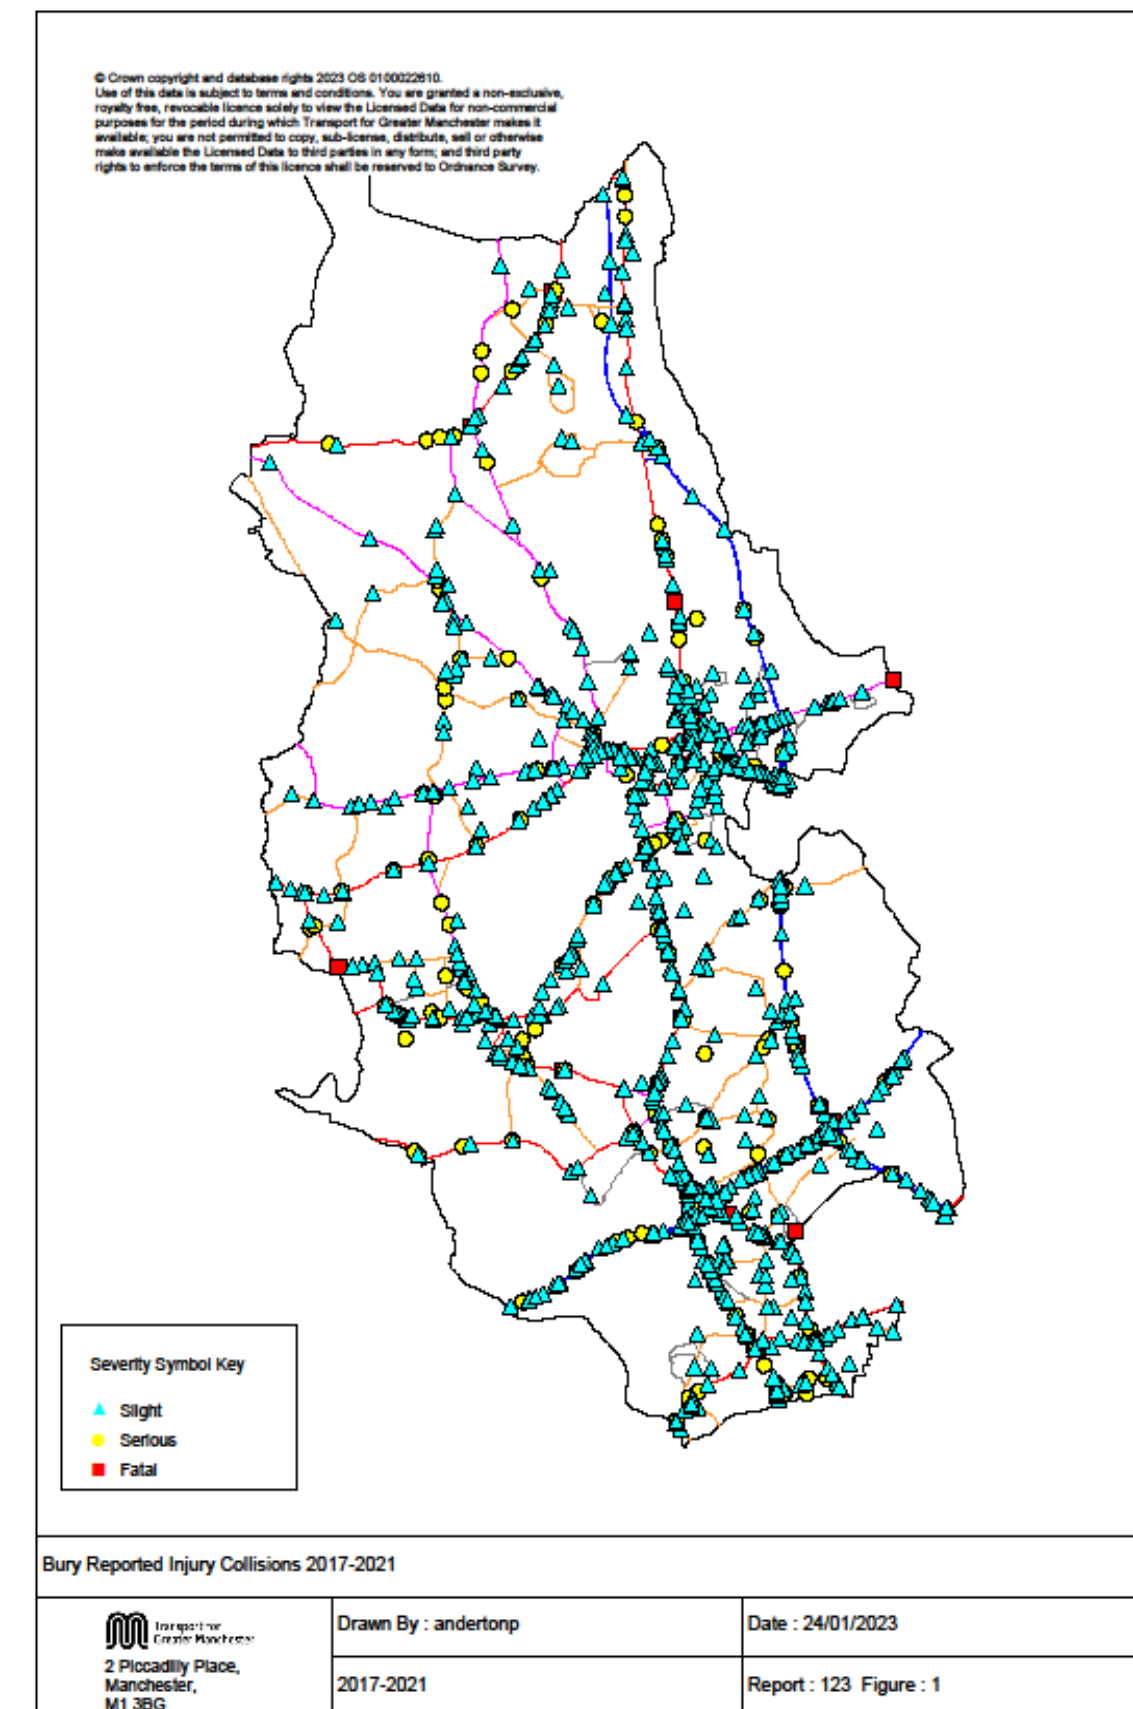 © Crown copyright and database rights 2023 OS 0100022610.
Use of this data is subject to terms and conditions. You are granted a non-exclusive,
royalty free, revocable licence solely to view the Licensed Data for non-commercial
purposes for the period during which Transport for Greater Manchester makes it
available; you are not permitted to copy, sub-license, distribute, sell or otherwise
make available the Licensed Data to third parties in any form; and third party
rights to enforce the terms of this licence shall be reserved to Ordnance Survey.
Severity Symbol Key
Slight
Serious
Fatal
Bury Reported Injury Collisions 2017-2021
Transport for
Greater Manchester
2 Piccadilly Place,
Manchester,
M1 3BG
Drawn By : andertonp
Date : 24/01/2023
2017-2021
Report : 123 Figure : 1